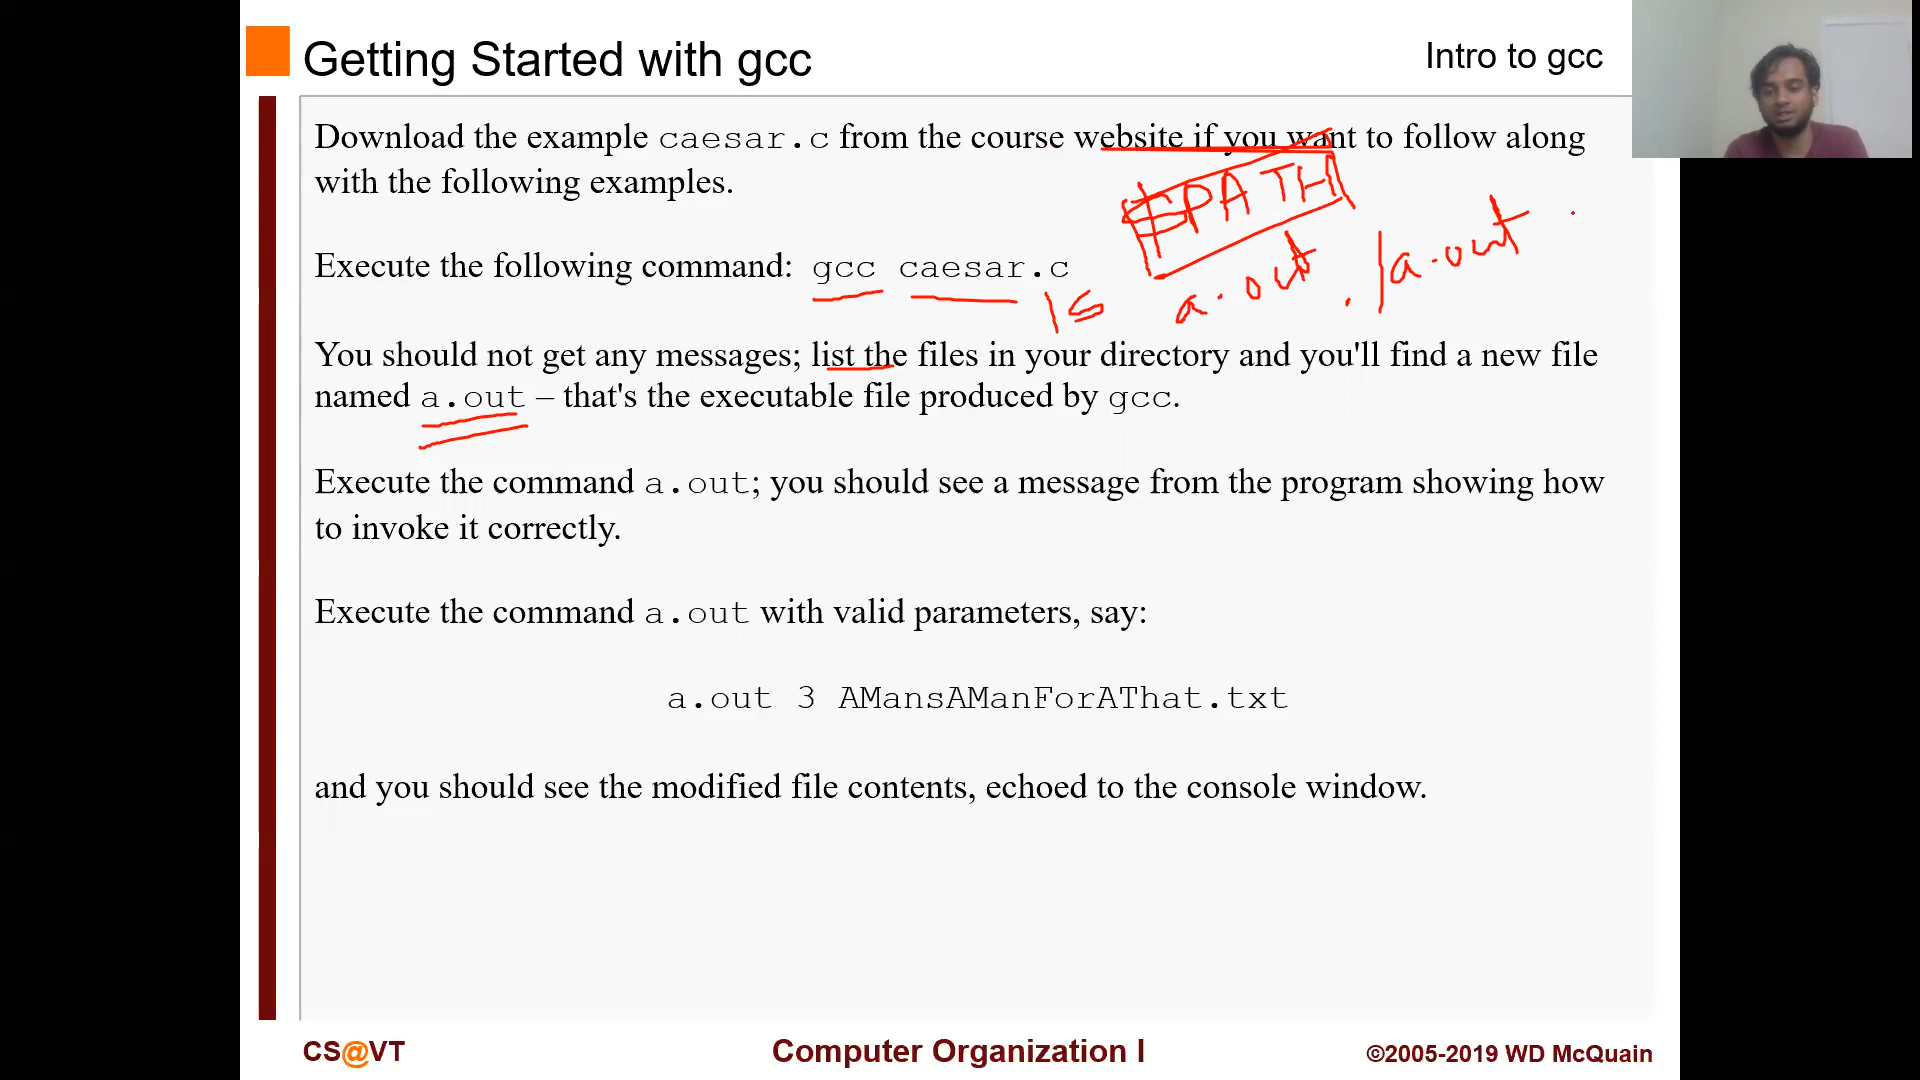 Getting Started with gcc
Intro to gcc
Download the example caesar.c from the course website if you want to follow along
with the following examples.
$PATH
Execute the following command: gcc caesar.c
ls
a.out
./a.out
You should not get any messages; list the files in your directory and you'll find a new file
named a.out – that's the executable file produced by gcc.
Execute the command a.out; you should see a message from the program showing how
to invoke it correctly.
Execute the command a.out with valid parameters, say:
a.out 3 AMansAManForAThat.txt
and you should see the modified file contents, echoed to the console window.
CS@VT
Computer Organization I
©2005-2019 WD McQuain